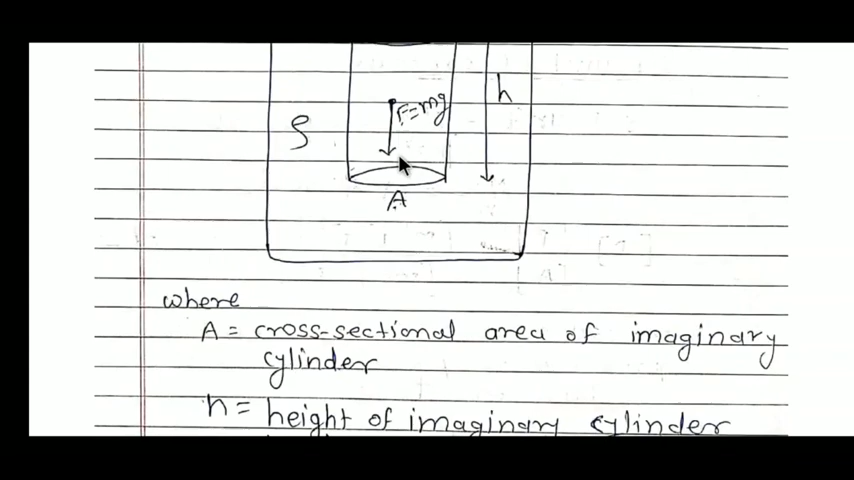 h
F=mg
ρ
A
where
A = cross-sectional area of imaginary
cylinder
h = height of imaginary cylinder